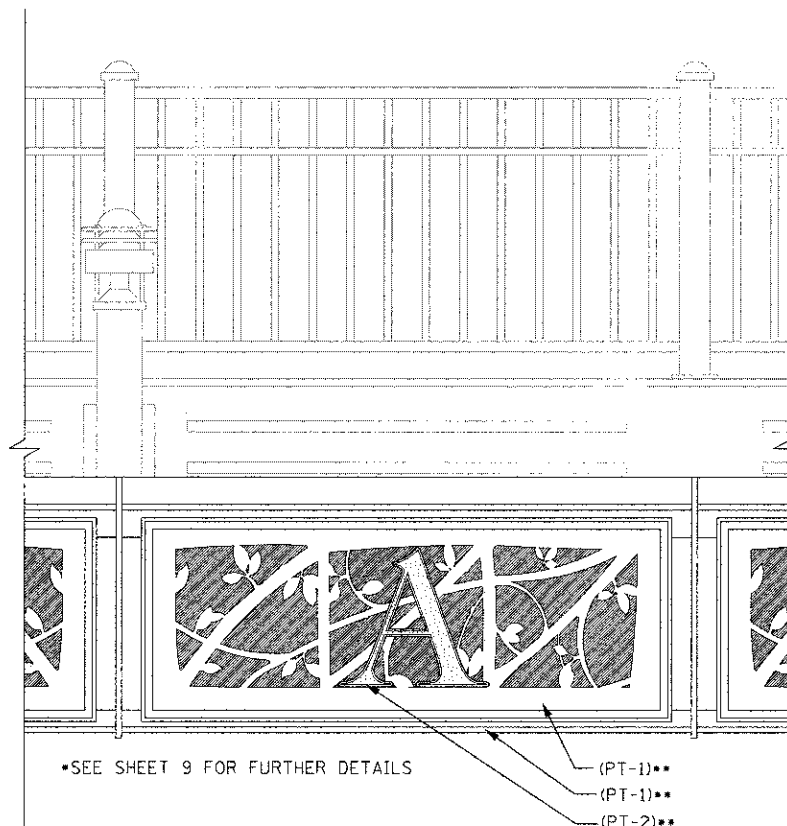 A
*SEE SHEET 9 FOR FURTHER DETAILS
(PT-1)**
(PT-1)**
(PT-2)**